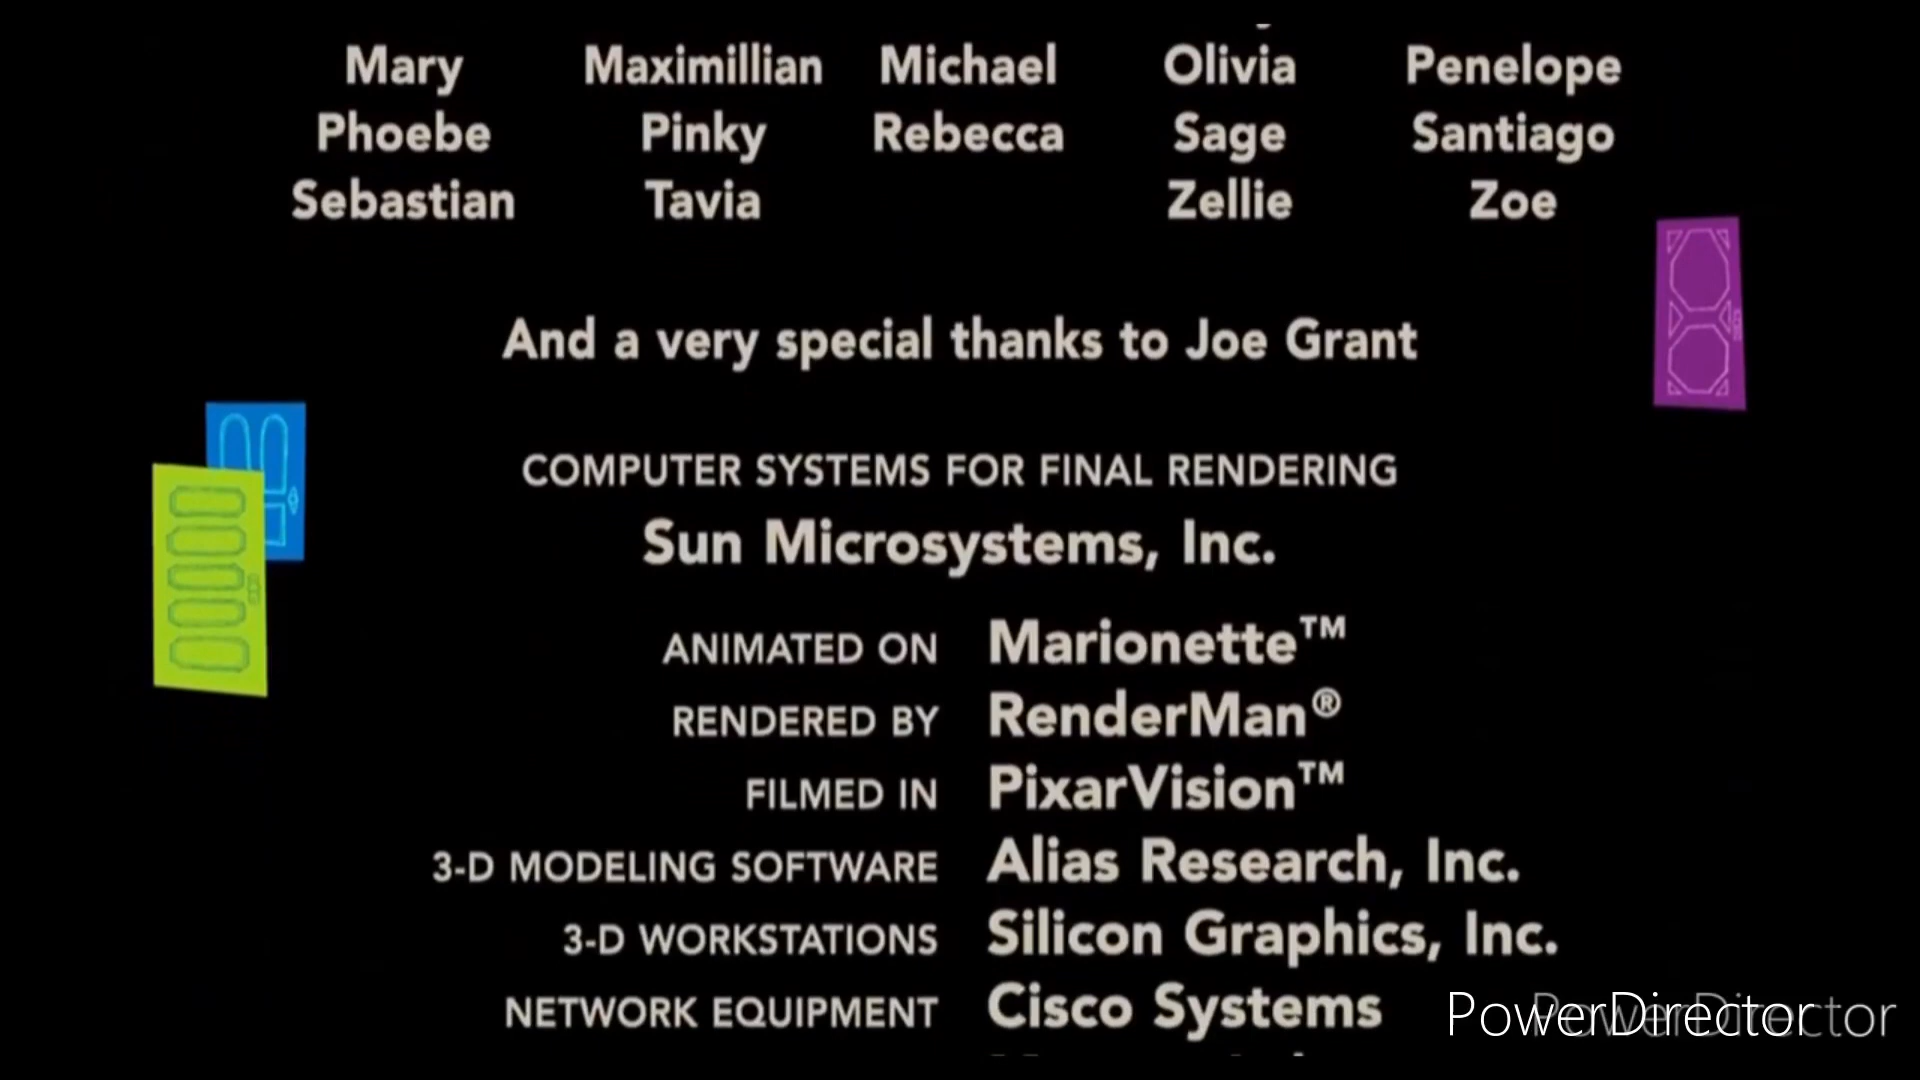 Mary Maximillian Michael Olivia Penelope
Phoebe Pinky Rebecca Sage Santiago
Sebastian Tavia Zellie Zoe
And a very special thanks to Joe Grant
COMPUTER SYSTEMS FOR FINAL RENDERING
Sun Microsystems, Inc.
ANIMATED ON Marionette™
RENDERED BY RenderMan®
FILMED IN PixarVision™
3-D MODELING SOFTWARE Alias Research, Inc.
3-D WORKSTATIONS Silicon Graphics, Inc.
NETWORK EQUIPMENT Cisco Systems
PowerDirector PowerDirector